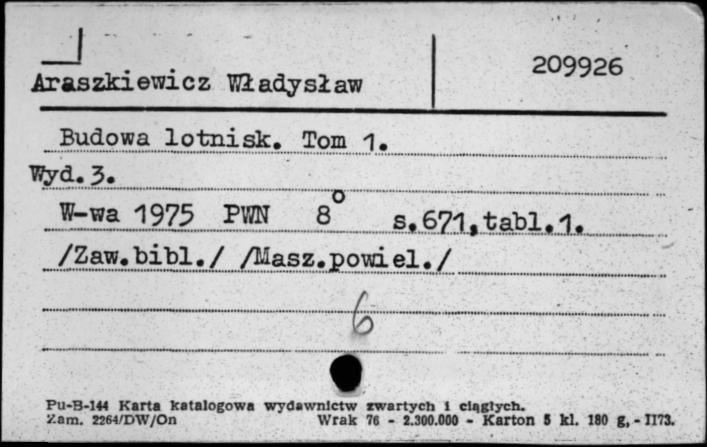 209926
Araszkiewicz Władysław
Budowa lotnisk. Tom 1.
Wyd.3.
W-wa 1975 PWN 8° s.671,tabl.1.
/Zaw.bibl./ /Masz.powiel./
6
Pu-B-144 Karta katalogowa wydawnictw zwartych i ciągłych.
Zam. 2264/DW/On Wrak 76 - 2.300.000 - Karton 5 kl. 180 g, - II73.